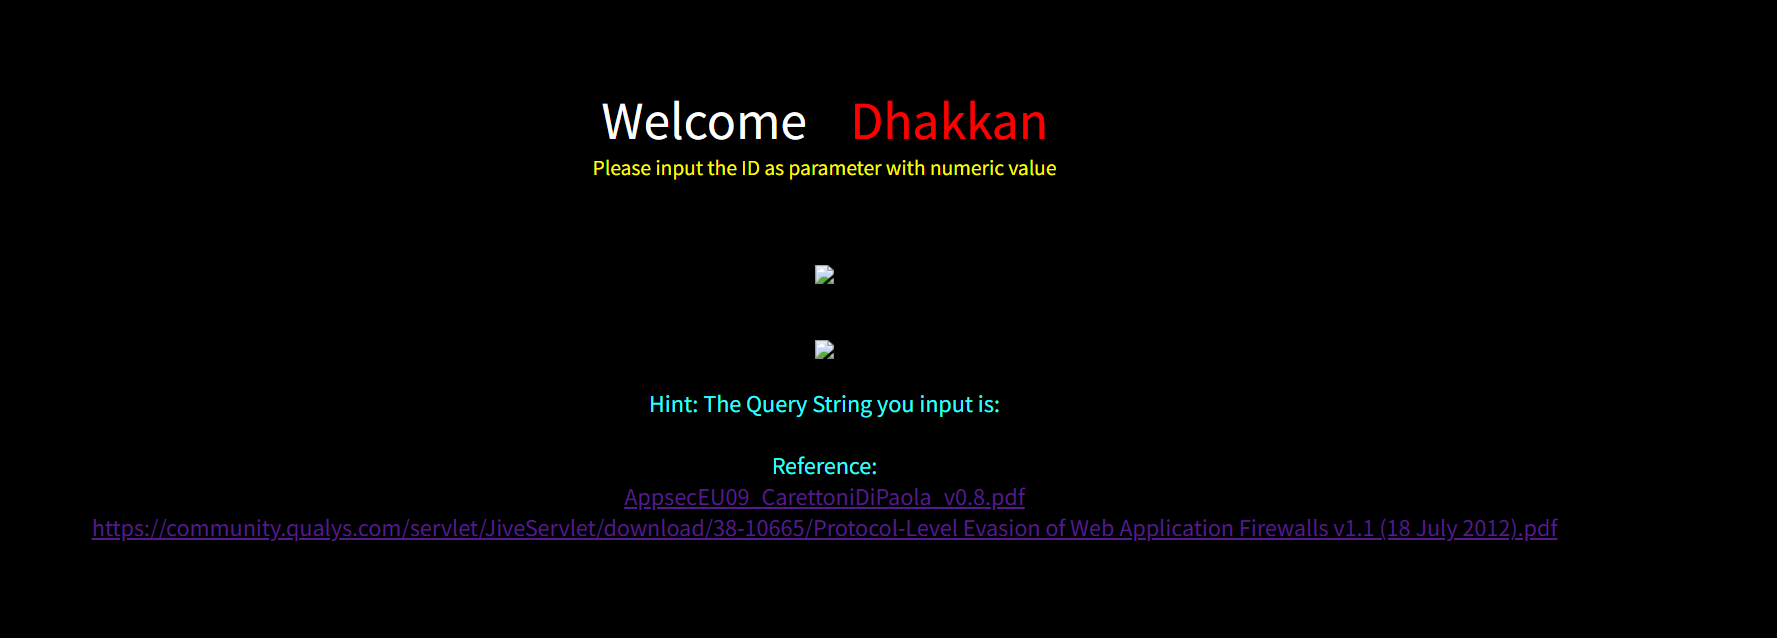 Welcome Dhakkan
Please input the ID as parameter with numeric value
Hint: The Query String you input is:
Reference:
AppsecEU09_CarettoniDiPaola_v0.8.pdf
https://community.qualys.com/servlet/JiveServlet/download/38-10665/Protocol-Level Evasion of Web Application Firewalls v1.1 (18 July 2012).pdf